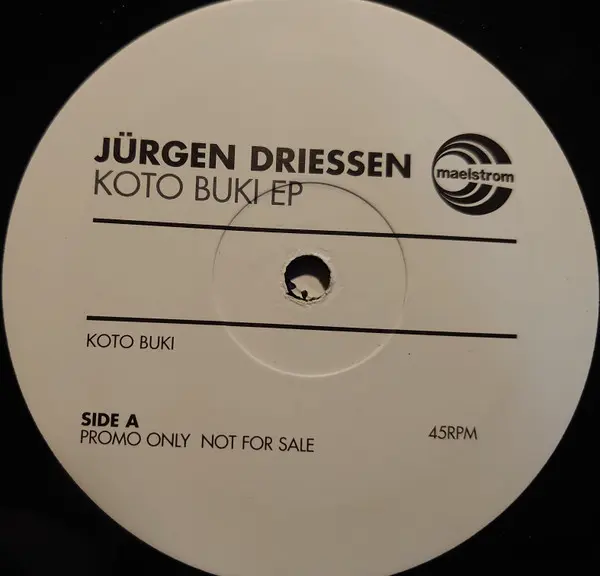 JÜRGEN DRIESSEN
KOTO BUKI EP
maelstrom
KOTO BUKI
SIDE A
PROMO ONLY NOT FOR SALE
45RPM